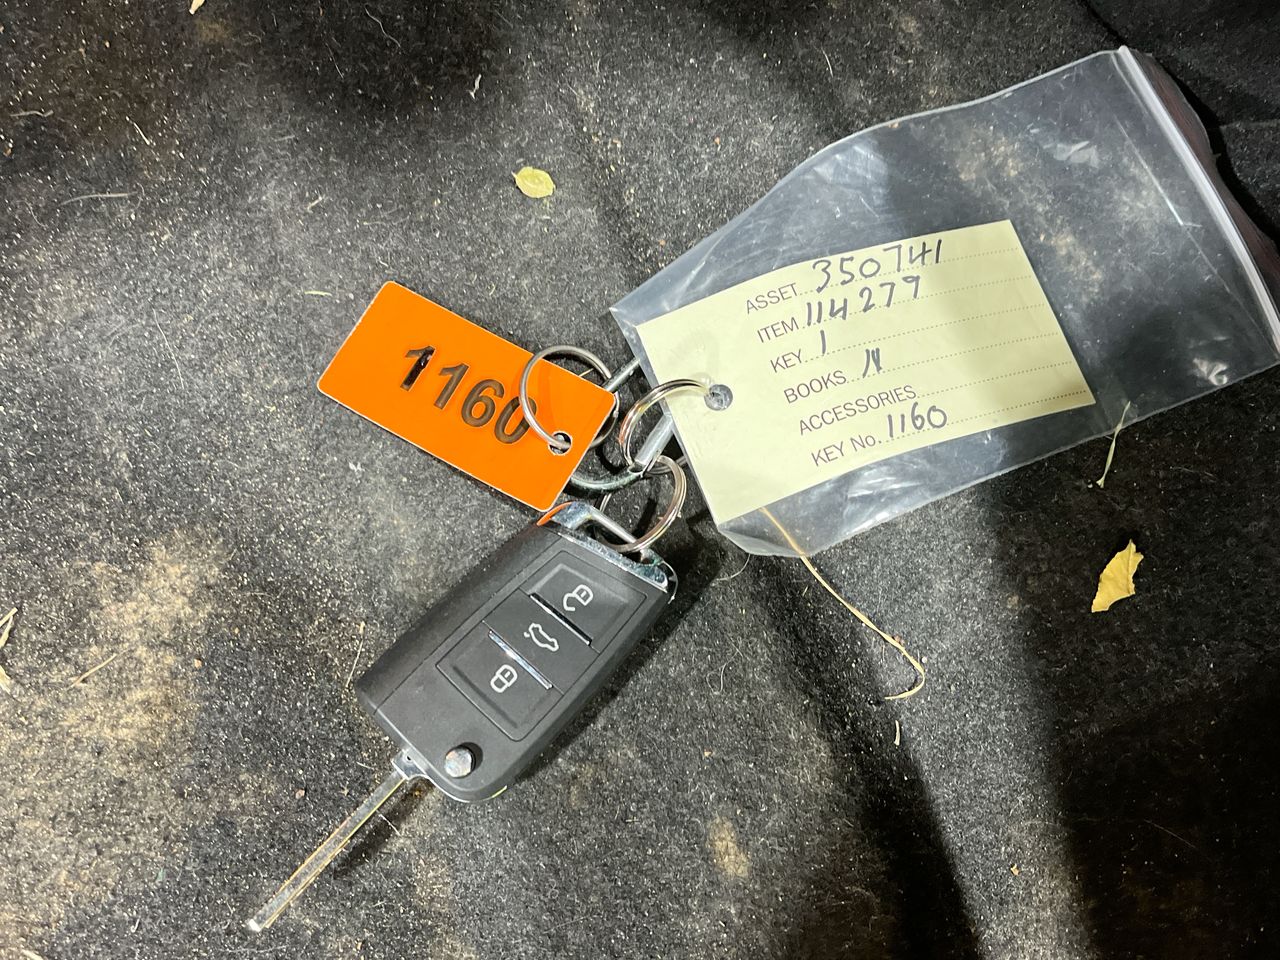 1160
ASSET 350741
ITEM 114279
KEY 1
BOOKS N
ACCESSORIES
KEY No. 1160